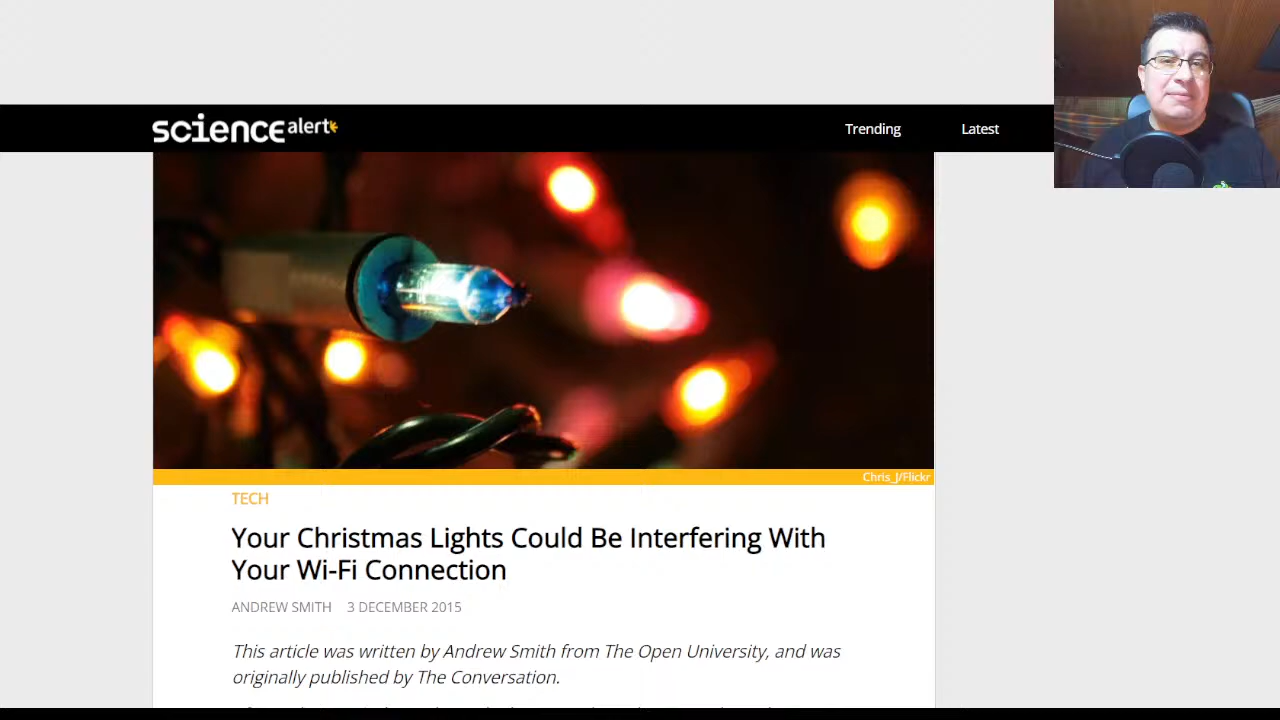 science alert
Trending
Latest
Chris_J/Flickr
TECH
Your Christmas Lights Could Be Interfering With
Your Wi-Fi Connection
ANDREW SMITH 3 DECEMBER 2015
This article was written by Andrew Smith from The Open University, and was
originally published by The Conversation.